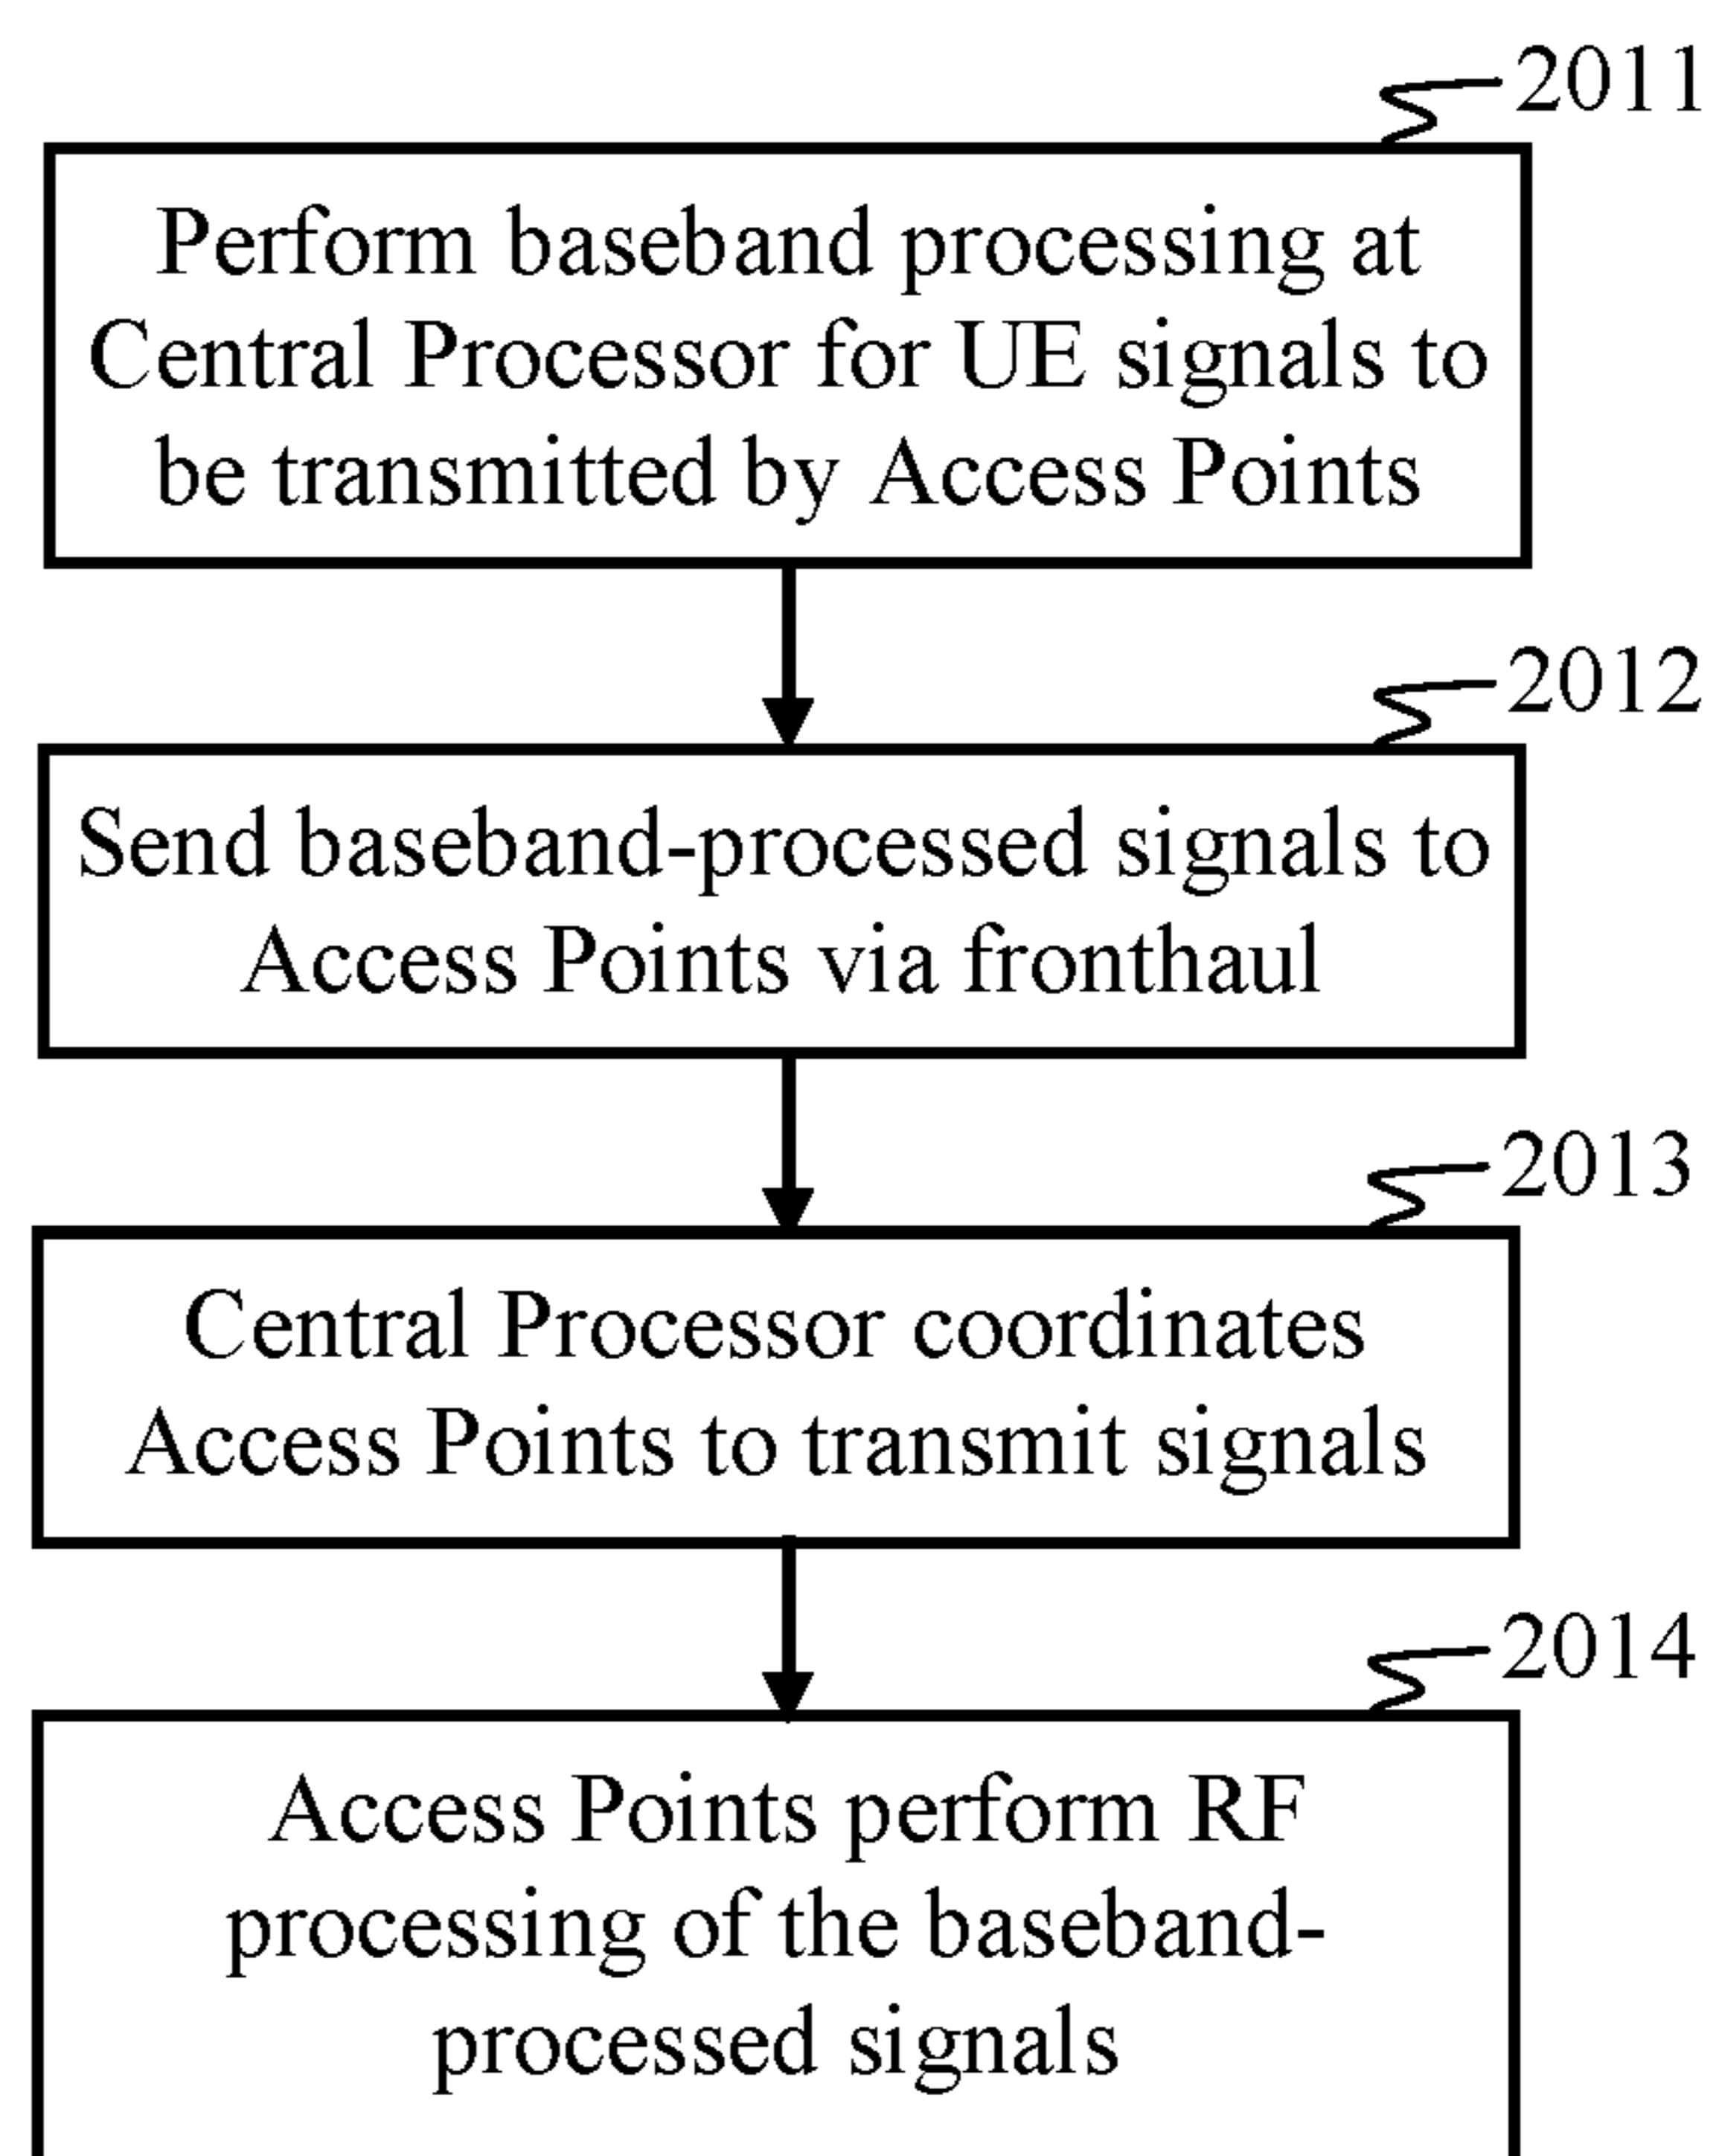 2011
Perform baseband processing at
Central Processor for UE signals to
be transmitted by Access Points
2012
Send baseband-processed signals to
Access Points via fronthaul
2013
Central Processor coordinates
Access Points to transmit signals
2014
Access Points perform RF
processing of the baseband-
processed signals